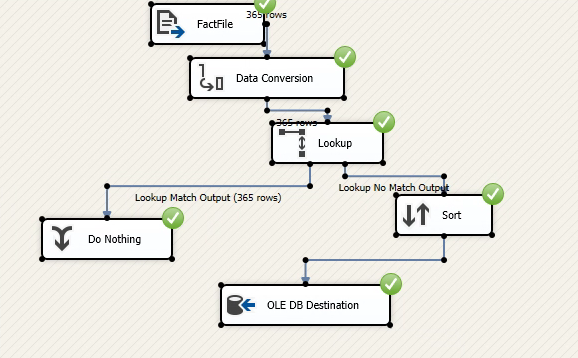 365 rows
FactFile
Data Conversion
365 rows
Lookup
Lookup No Match Output
Lookup Match Output (365 rows)
Sort
Do Nothing
OLE DB Destination